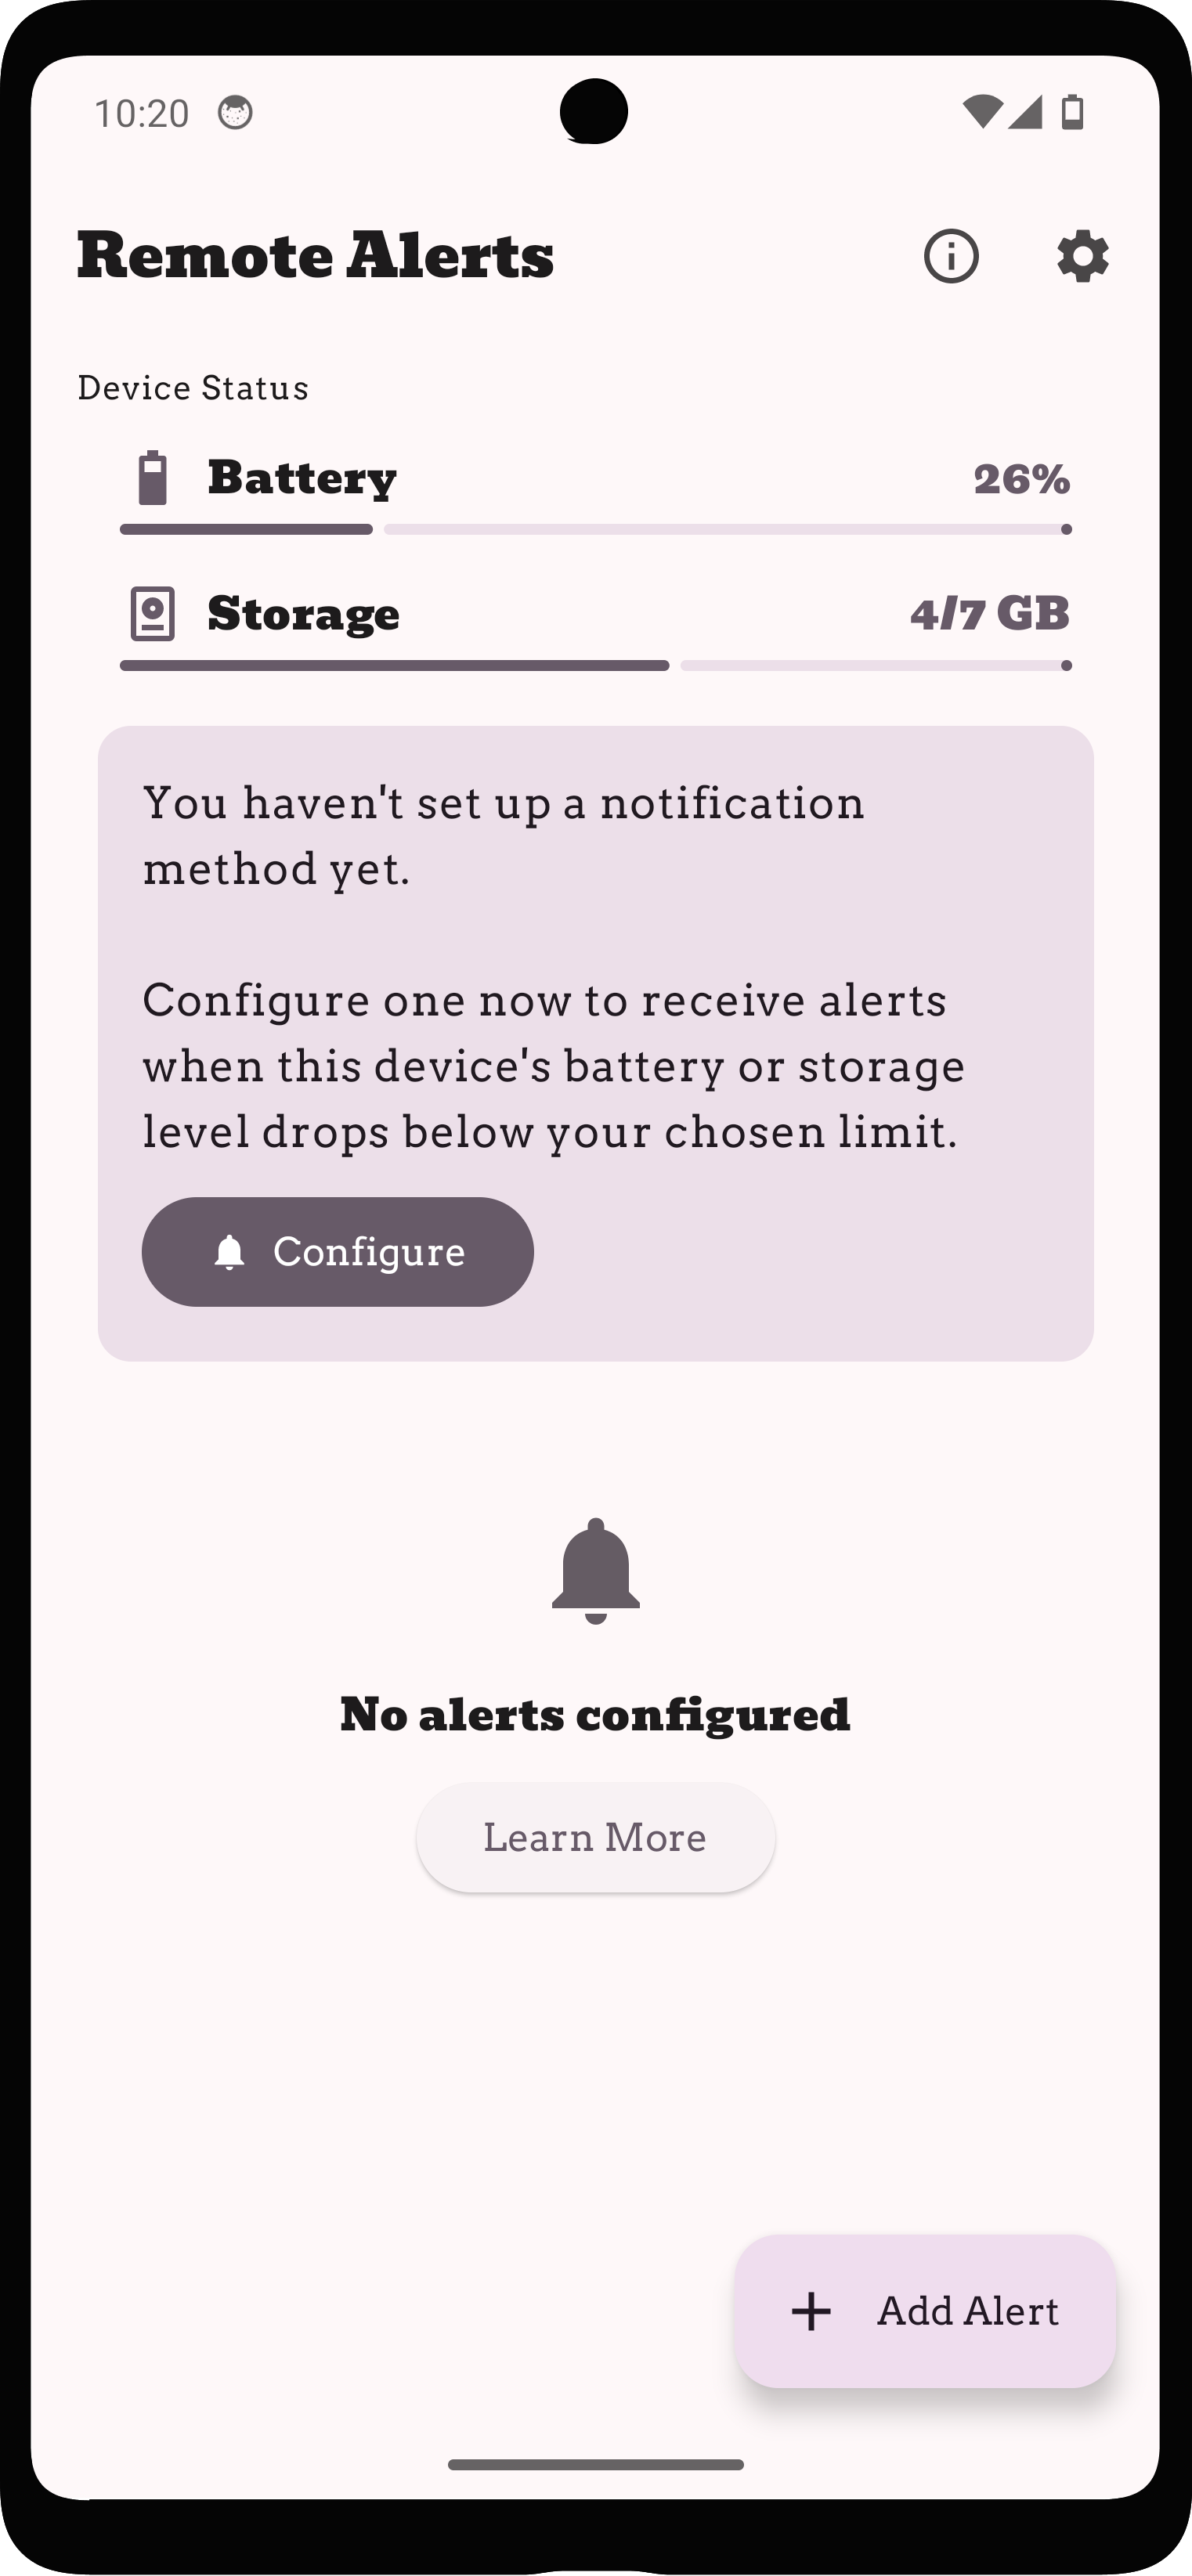 10:20
Remote Alerts
Device Status
Battery 26%
Storage 4/7 GB
You haven't set up a notification
method yet.
Configure one now to receive alerts
when this device's battery or storage
level drops below your chosen limit.
Configure
No alerts configured
Learn More
Add Alert